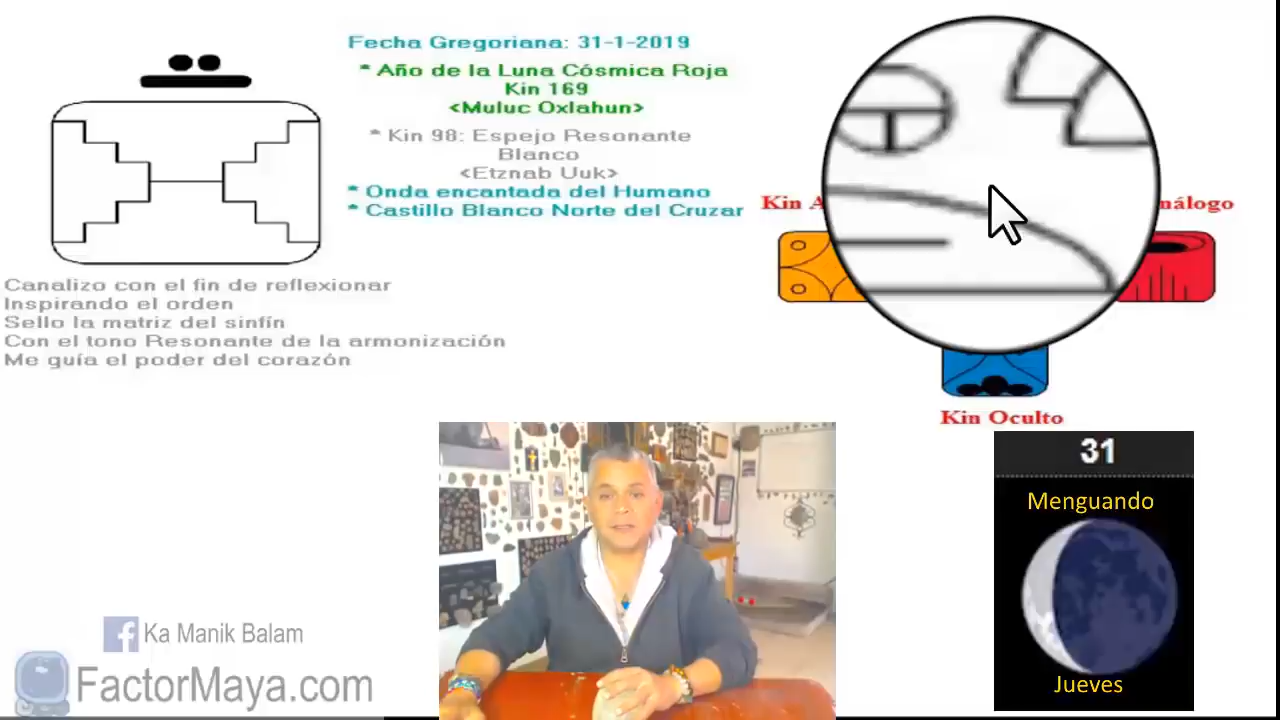 Fecha Gregoriana: 31-1-2019
* Año de la Luna Cósmica Roja
Kin 169
<Muluc Oxlahun>
* Kin 98: Espejo Resonante
Blanco
<Etznab Uuk>
* Onda encantada del Humano
* Castillo Blanco Norte del Cruzar
Canalizo con el fin de reflexionar
Inspirando el orden
Sello la matriz del sinfín
Con el tono Resonante de la armonización
Me guía el poder del corazón
Kin A
nálogo
Kin Oculto
31
Menguando
Jueves
Ka Manik Balam
FactorMaya.com